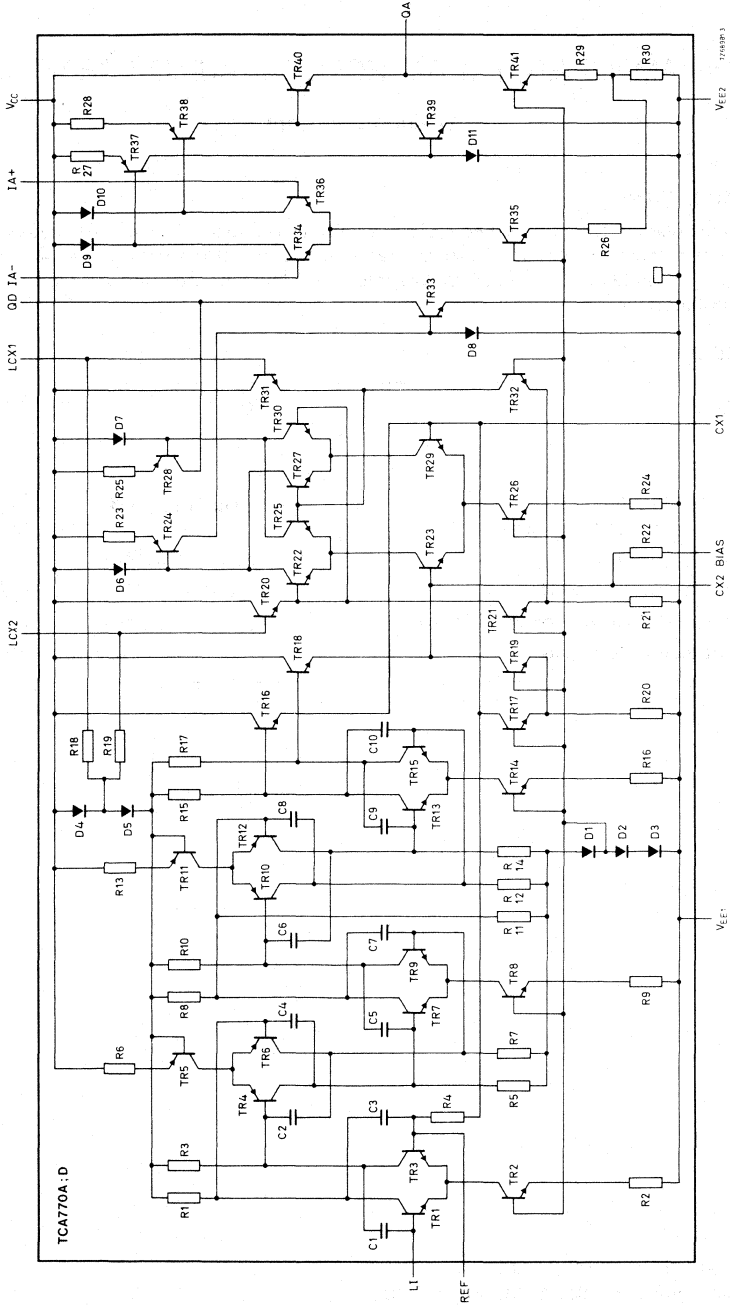 TCA770A; D
QA
VCC
IA+
IA-
QD
LCX1
LCX2
LI
REF
VEE1
CX2
BIAS
CX1
VEE2
R28
R
27
TR40
TR38
TR37
D10
D9
TR36
TR34
TR39
D11
TR41
R29
R30
TR35
R26
TR33
D8
D7
R25
TR28
R23
TR24
D6
TR31
TR30
TR27
TR25
TR22
TR20
TR32
TR29
TR23
TR26
R24
R22
TR21
R21
TR18
TR16
TR19
TR17
R20
R18
R19
D4
D5
R17
R15
C10
TR15
TR13
C9
TR14
R16
R13
TR11
TR12
TR10
C8
C6
R
14
R
12
R
11
D1
D2
D3
R10
R8
C7
TR9
TR7
C5
TR8
R9
R6
TR5
TR6
TR4
C4
C2
R7
R5
R3
R1
C3
R4
TR3
TR1
C1
TR2
R2